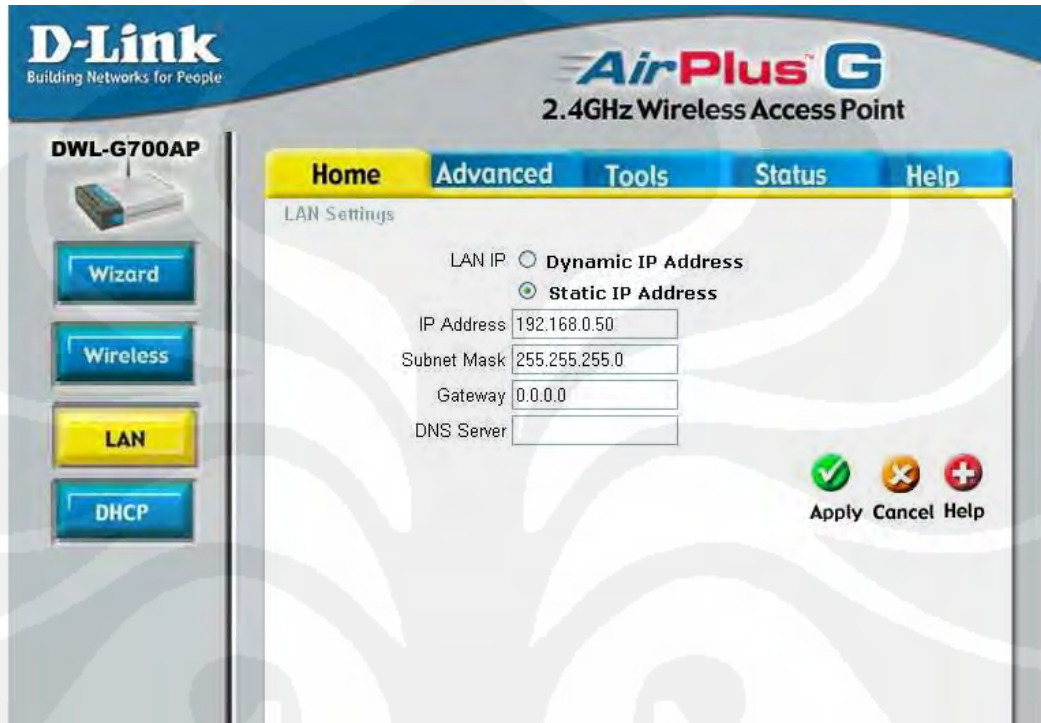 D-Link
Building Networks for People
AirPlus™ G
2.4GHz Wireless Access Point
DWL-G700AP
Home Advanced Tools Status Help
LAN Settings
Wizard
Wireless
LAN
DHCP
LAN IP Dynamic IP Address
Static IP Address
IP Address 192.168.0.50
Subnet Mask 255.255.255.0
Gateway 0.0.0.0
DNS Server
Apply Cancel Help